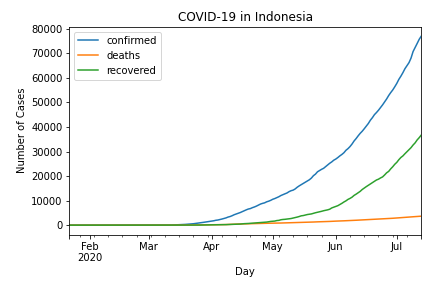 COVID-19 in Indonesia
confirmed
deaths
recovered
Number of Cases
80000
70000
60000
50000
40000
30000
20000
10000
0
Feb Mar Apr May Jun Jul
2020
Day